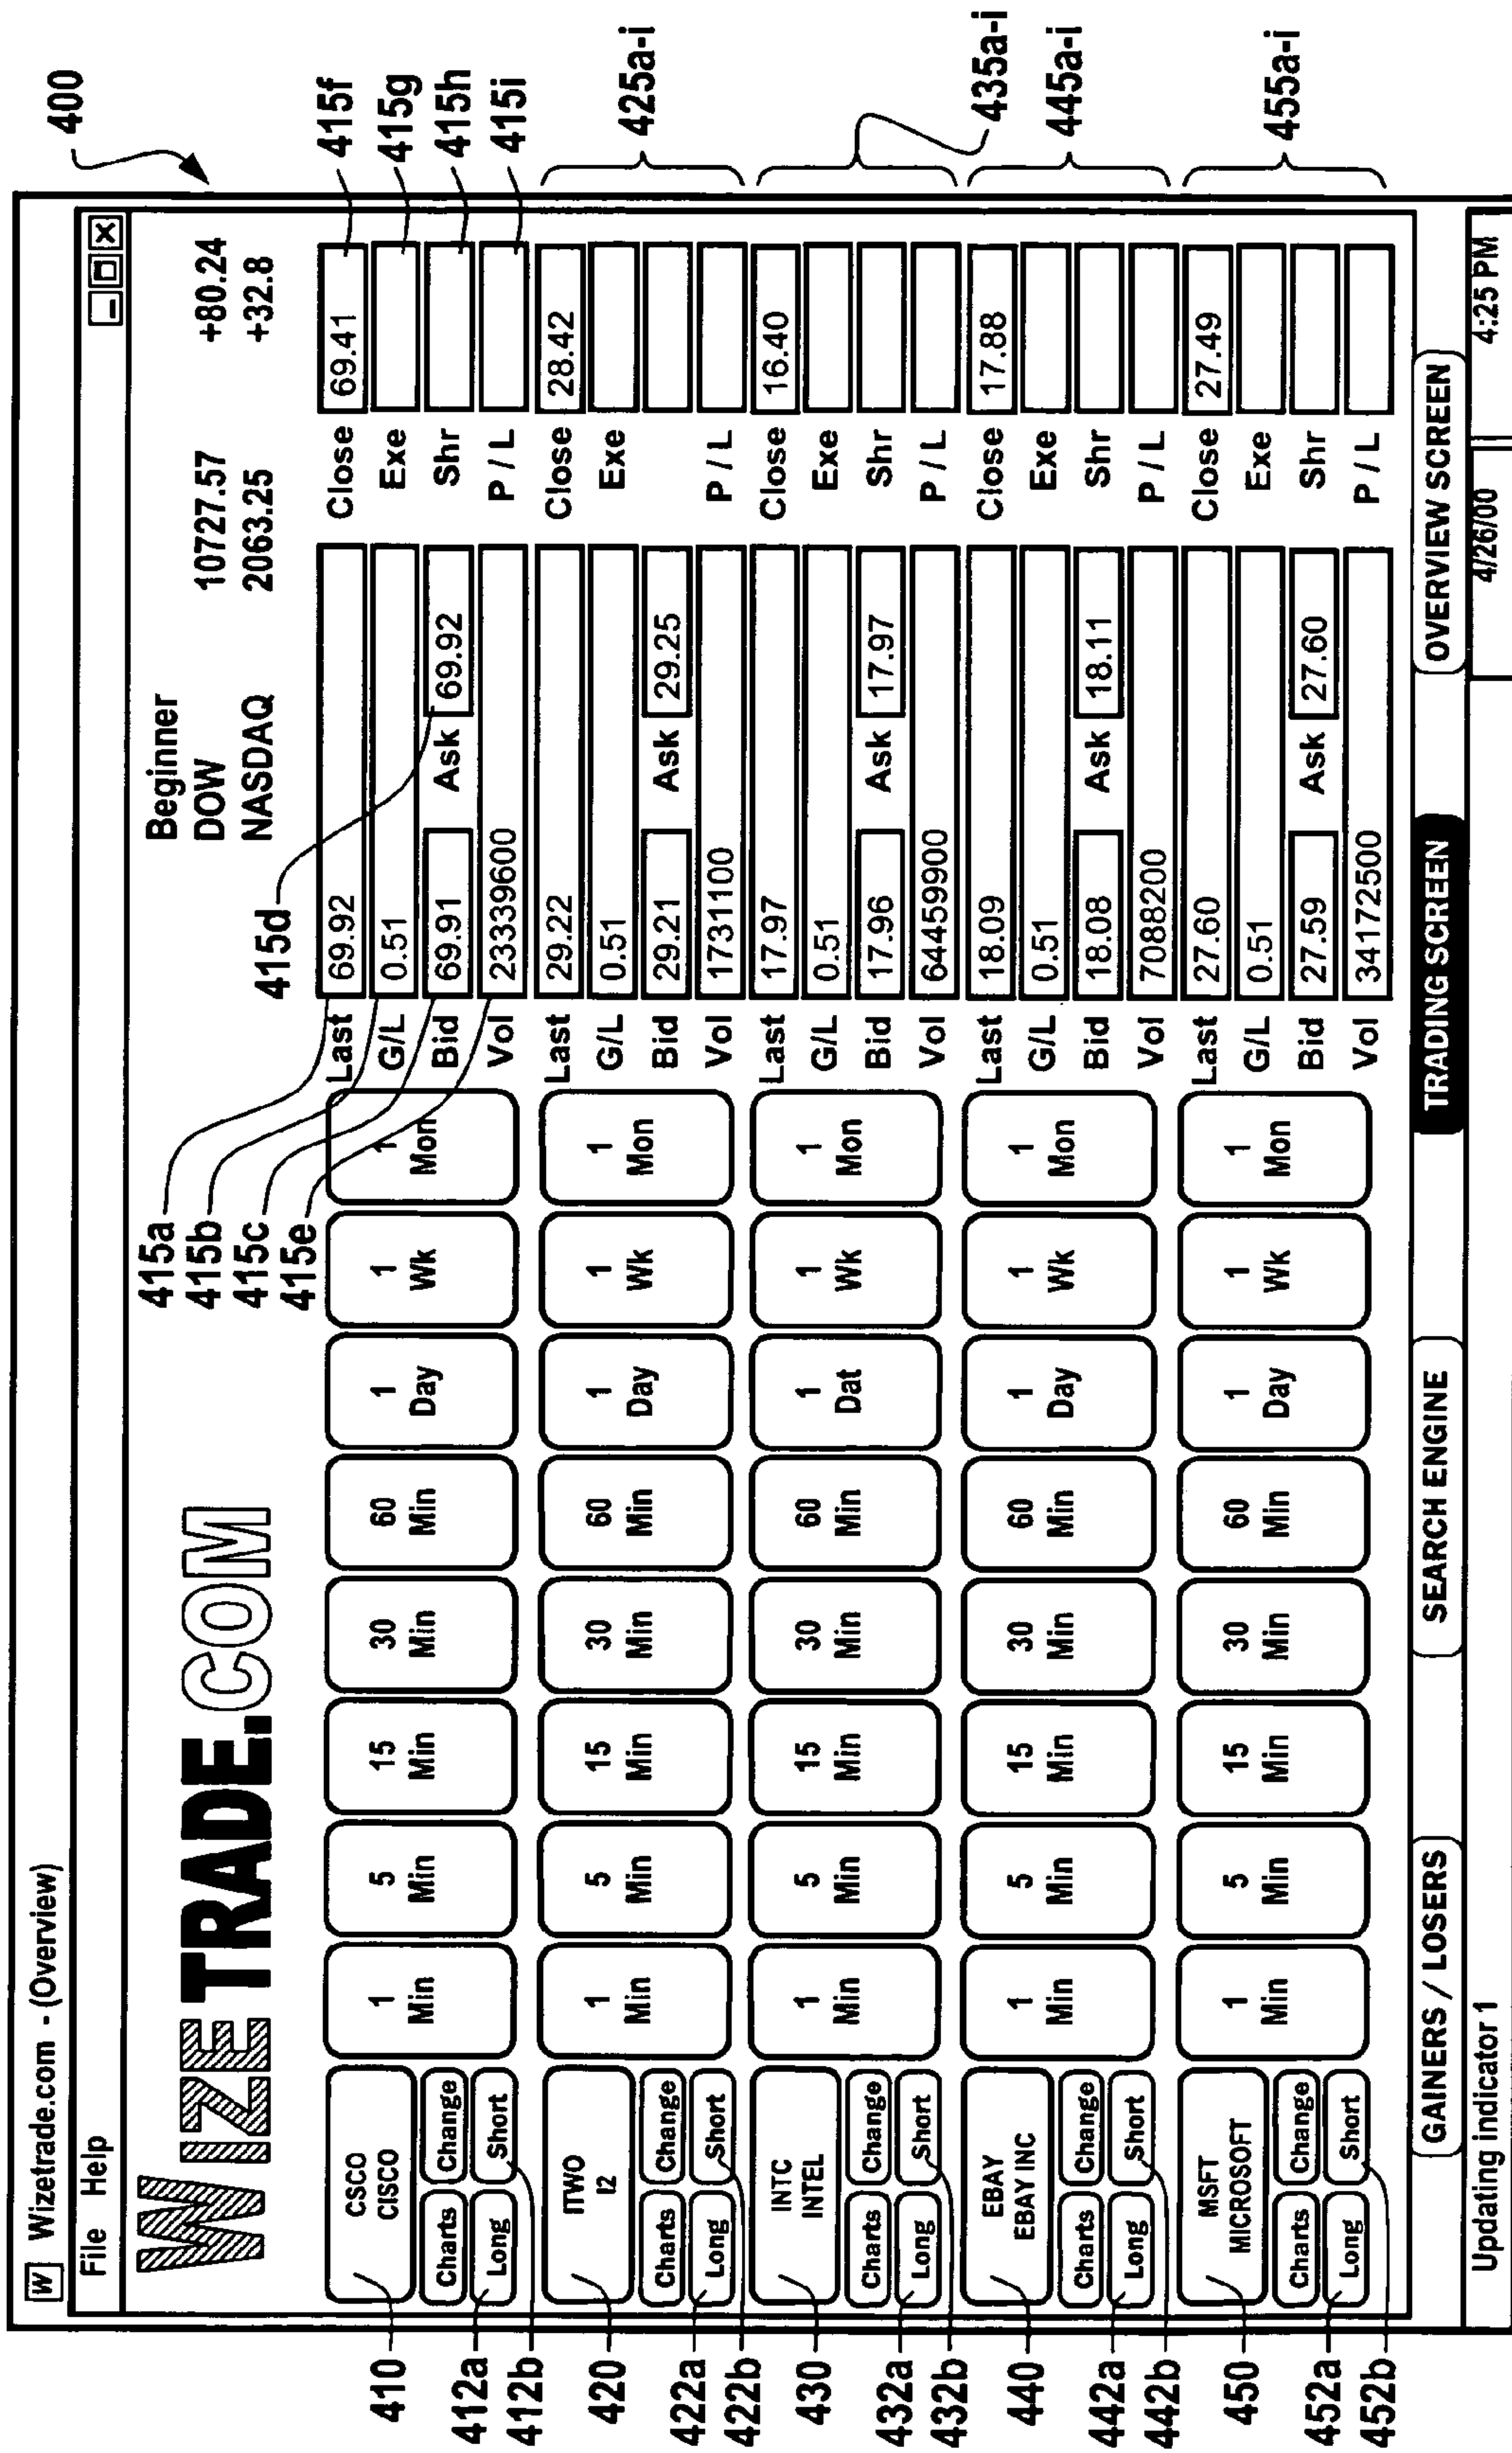 400
W Wizetrade.com - (Overview)
File Help
WIZETRADE.COM
Beginner
DOW 10727.57 +80.24
NASDAQ 2063.25 +32.8
415a
415b
415c
415e
415d
415f
415g
415h
415i
410
412a
412b
CSCO
CISCO
Charts Change
Long Short
1 Min 5 Min 15 Min 30 Min 60 Min 1 Day 1 Wk 1 Mon
Last 69.92 Close 69.41
G/L 0.51 Exe
Bid 69.91 Ask 69.92 Shr
Vol 23339600 P / L
420
422a
422b
425a-i
ITWO
I2
Charts Change
Long Short
1 Min 5 Min 15 Min 30 Min 60 Min 1 Day 1 Wk 1 Mon
Last 29.22 Close 28.42
G/L 0.51 Exe
Bid 29.21 Ask 29.25
Vol 1731100 P / L
430
432a
432b
435a-i
INTC
INTEL
Charts Change
Long Short
1 Min 5 Min 15 Min 30 Min 60 Min 1 Dat 1 Wk 1 Mon
Last 17.97 Close 16.40
G/L 0.51 Exe
Bid 17.96 Ask 17.97 Shr
Vol 64459900 P / L
440
442a
442b
445a-i
EBAY
EBAY INC
Charts Change
Long Short
1 Min 5 Min 15 Min 30 Min 60 Min 1 Day 1 Wk 1 Mon
Last 18.09 Close 17.88
G/L 0.51 Exe
Bid 18.08 Ask 18.11 Shr
Vol 7088200 P / L
450
452a
452b
455a-i
MSFT
MICROSOFT
Charts Change
Long Short
1 Min 5 Min 15 Min 30 Min 60 Min 1 Day 1 Wk 1 Mon
Last 27.60 Close 27.49
G/L 0.51 Exe
Bid 27.59 Ask 27.60 Shr
Vol 34172500 P / L
GAINERS / LOSERS SEARCH ENGINE TRADING SCREEN OVERVIEW SCREEN
Updating indicator 1 4/26/00 4:25 PM